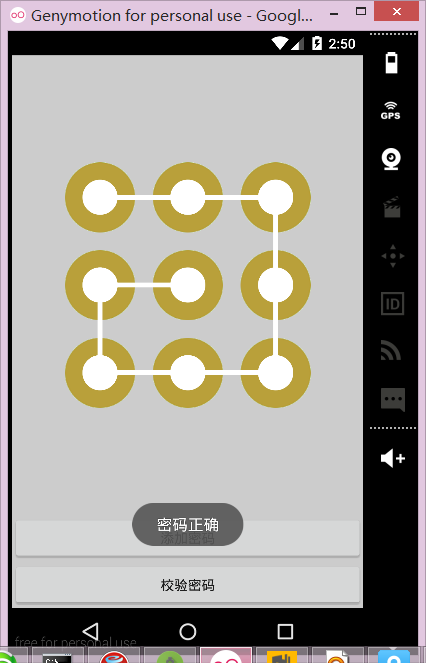 Genymotion for personal use - Googl...
2:50
GPS
ID
密码正确
添加密码
校验密码
free for personal use